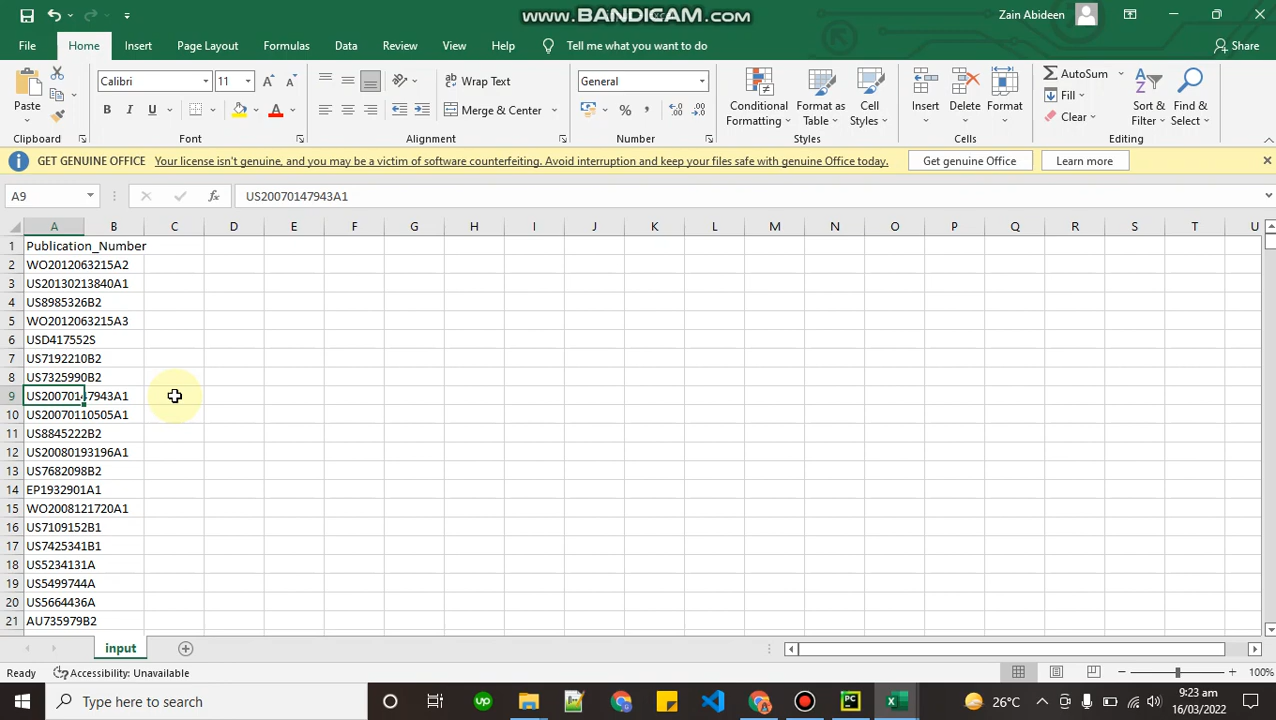 www.BANDICAM.com
Zain Abideen
File Home Insert Page Layout Formulas Data Review View Help Tell me what you want to do Share
Paste
Clipboard
Calibri 11
B I U A
Font
Wrap Text
Merge & Center
Alignment
General
% ,
Number
Conditional Formatting
Format as Table
Cell Styles
Styles
Insert Delete Format
Cells
AutoSum
Fill
Clear
Sort & Filter
Find & Select
Editing
GET GENUINE OFFICE Your license isn't genuine, and you may be a victim of software counterfeiting. Avoid interruption and keep your files safe with genuine Office today. Get genuine Office Learn more
A9 fx US20070147943A1
A B C D E F G H I J K L M N O P Q R S T U
1 Publication_Number
2 WO2012063215A2
3 US20130213840A1
4 US8985326B2
5 WO2012063215A3
6 USD417552S
7 US7192210B2
8 US7325990B2
9 US20070147943A1
10 US20070110505A1
11 US8845222B2
12 US20080193196A1
13 US7682098B2
14 EP1932901A1
15 WO2008121720A1
16 US7109152B1
17 US7425341B1
18 US5234131A
19 US5499744A
20 US5664436A
21 AU735979B2
input
Ready Accessibility: Unavailable 100%
Type here to search
Up
PC
26°C
9:23 am
16/03/2022